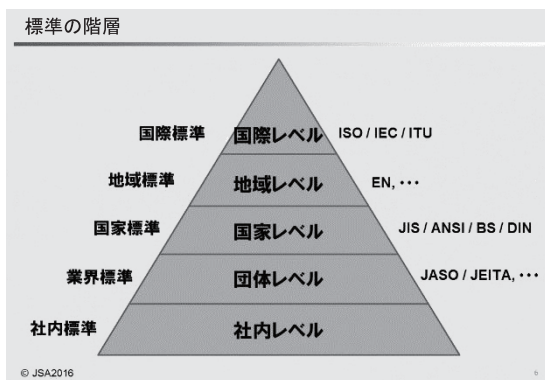 標準の階層
国際標準 国際レベル ISO / IEC / ITU
地域標準 地域レベル EN, ・・・
国家標準 国家レベル JIS / ANSI / BS / DIN
業界標準 団体レベル JASO / JEITA, ・・・
社内標準 社内レベル
© JSA2016